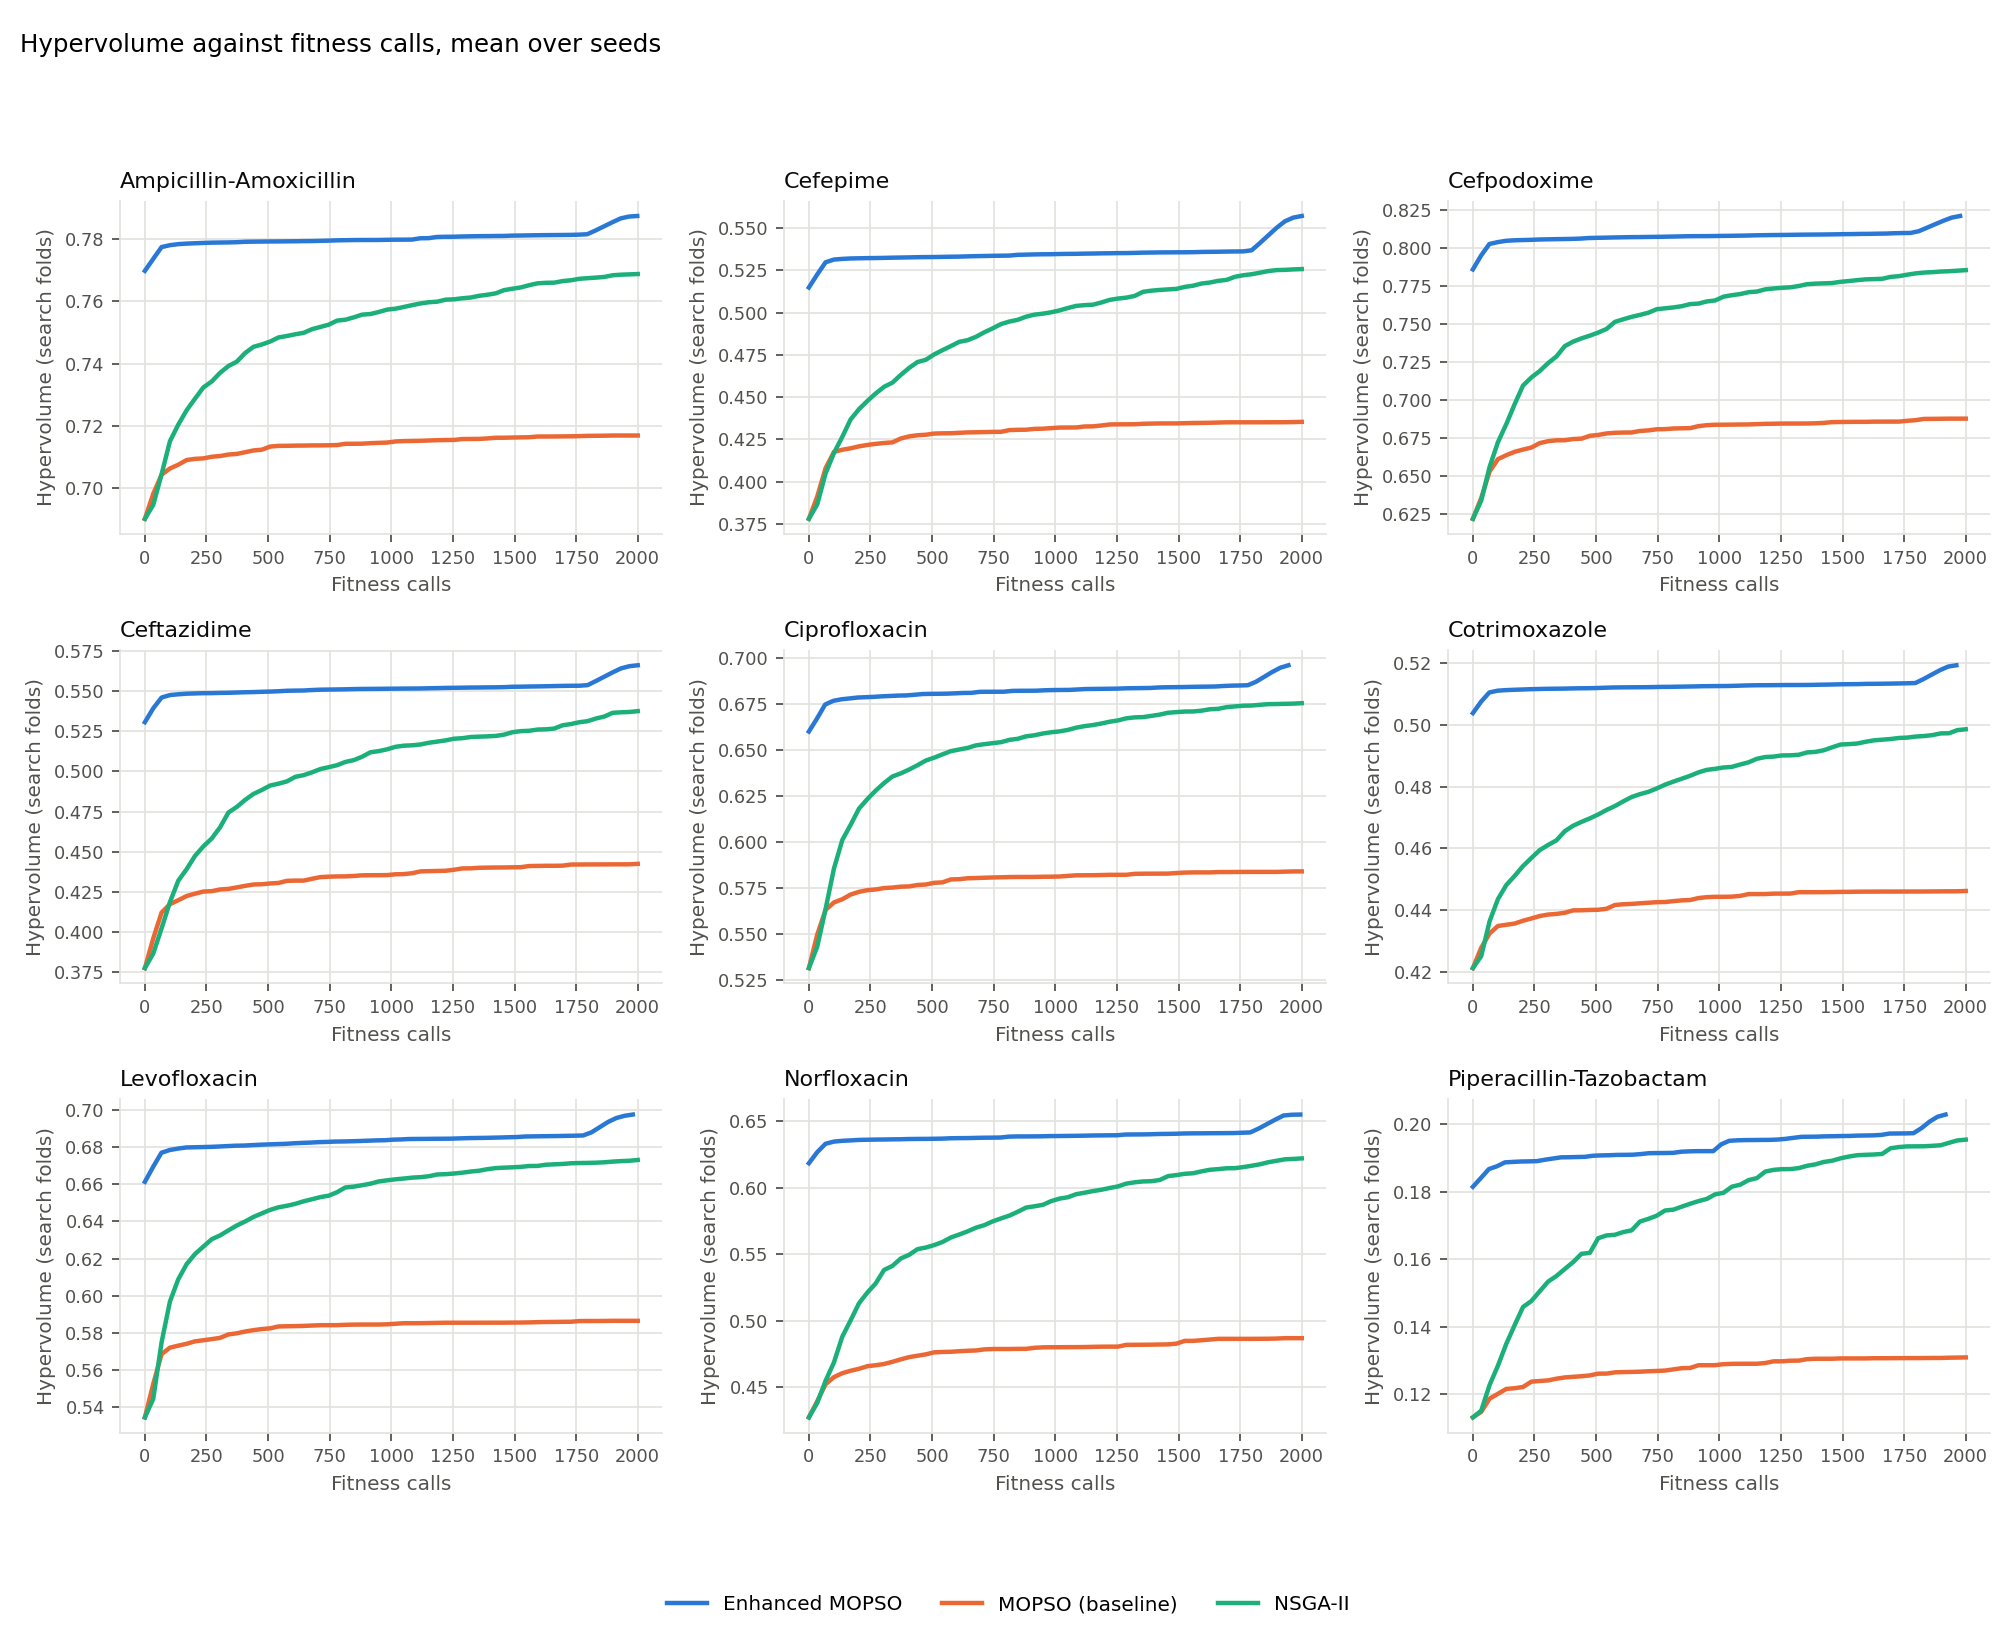 Hypervolume against fitness calls, mean over seeds
Ampicillin-Amoxicillin
Hypervolume (search folds)
0.78
0.76
0.74
0.72
0.70
0 250 500 750 1000 1250 1500 1750 2000
Fitness calls
Cefepime
Hypervolume (search folds)
0.550
0.525
0.500
0.475
0.450
0.425
0.400
0.375
0 250 500 750 1000 1250 1500 1750 2000
Fitness calls
Cefpodoxime
Hypervolume (search folds)
0.825
0.800
0.775
0.750
0.725
0.700
0.675
0.650
0.625
0 250 500 750 1000 1250 1500 1750 2000
Fitness calls
Ceftazidime
Hypervolume (search folds)
0.575
0.550
0.525
0.500
0.475
0.450
0.425
0.400
0.375
0 250 500 750 1000 1250 1500 1750 2000
Fitness calls
Ciprofloxacin
Hypervolume (search folds)
0.700
0.675
0.650
0.625
0.600
0.575
0.550
0.525
0 250 500 750 1000 1250 1500 1750 2000
Fitness calls
Cotrimoxazole
Hypervolume (search folds)
0.52
0.50
0.48
0.46
0.44
0.42
0 250 500 750 1000 1250 1500 1750 2000
Fitness calls
Levofloxacin
Hypervolume (search folds)
0.70
0.68
0.66
0.64
0.62
0.60
0.58
0.56
0.54
0 250 500 750 1000 1250 1500 1750 2000
Fitness calls
Norfloxacin
Hypervolume (search folds)
0.65
0.60
0.55
0.50
0.45
0 250 500 750 1000 1250 1500 1750 2000
Fitness calls
Piperacillin-Tazobactam
Hypervolume (search folds)
0.20
0.18
0.16
0.14
0.12
0 250 500 750 1000 1250 1500 1750 2000
Fitness calls
Enhanced MOPSO MOPSO (baseline) NSGA-II